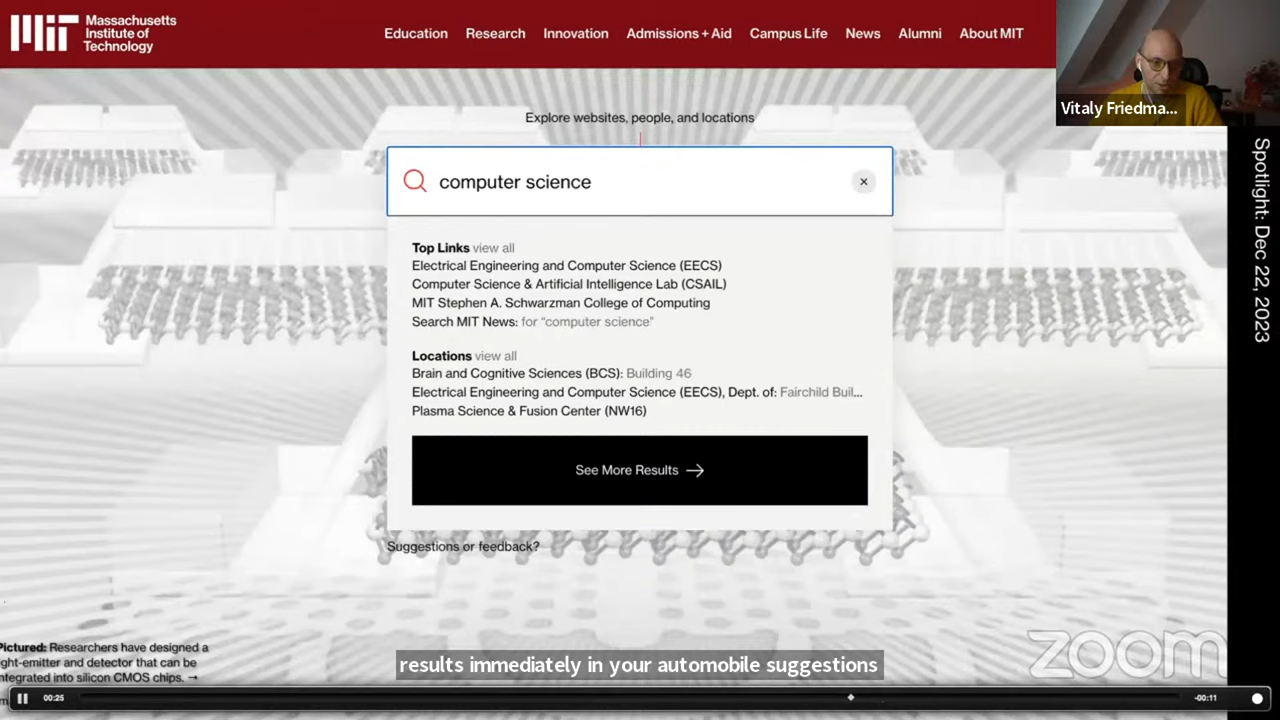 Massachusetts
Institute of
Technology
Education Research Innovation Admissions + Aid Campus Life News Alumni About MIT
Vitaly Friedma...
Explore websites, people, and locations
computer science
Top Links view all
Electrical Engineering and Computer Science (EECS)
Computer Science & Artificial Intelligence Lab (CSAIL)
MIT Stephen A. Schwarzman College of Computing
Search MIT News: for “computer science”
Locations view all
Brain and Cognitive Sciences (BCS): Building 46
Electrical Engineering and Computer Science (EECS), Dept. of: Fairchild Buil...
Plasma Science & Fusion Center (NW16)
See More Results →
Suggestions or feedback?
Spotlight: Dec 22, 2023
Pictured: Researchers have designed a
ght-emitter and detector that can be
ntegrated into silicon CMOS chips. →
zoom
results immediately in your automobile suggestions
00:25
-00:11